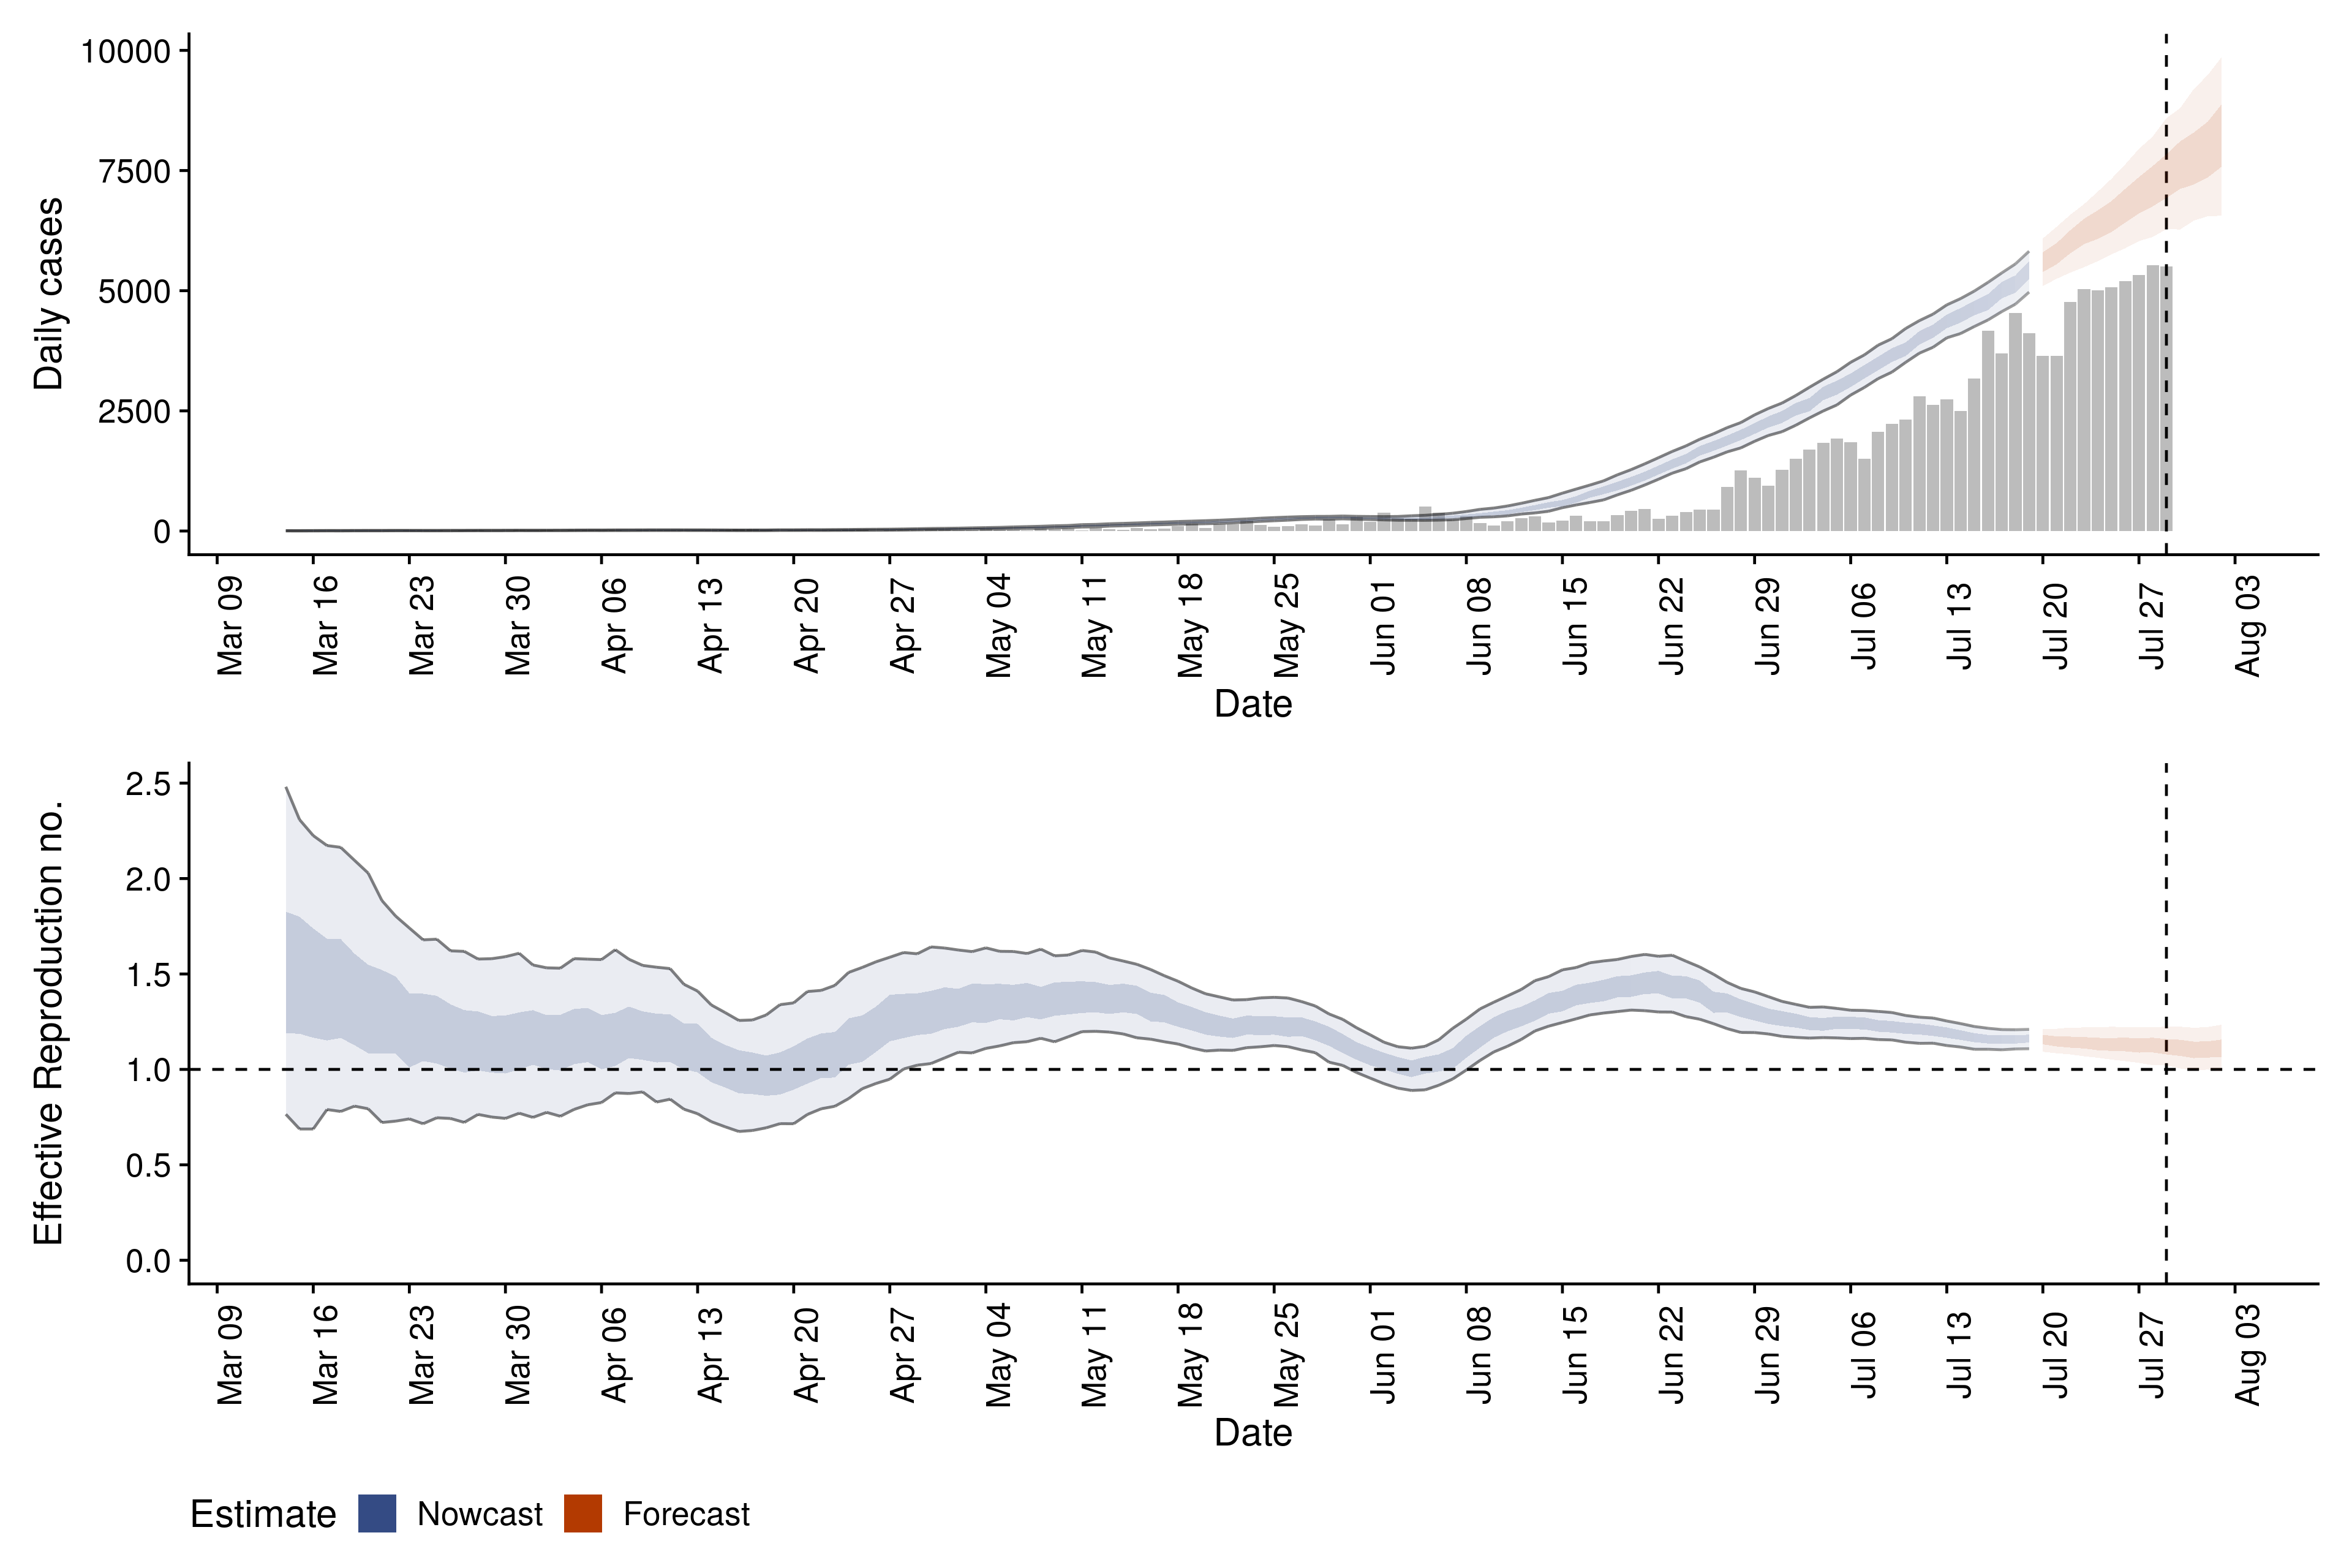 10000
7500
5000
2500
0
Daily cases
Mar 09
Mar 16
Mar 23
Mar 30
Apr 06
Apr 13
Apr 20
Apr 27
May 04
May 11
May 18
May 25
Jun 01
Jun 08
Jun 15
Jun 22
Jun 29
Jul 06
Jul 13
Jul 20
Jul 27
Aug 03
Date
2.5
2.0
1.5
1.0
0.5
0.0
Effective Reproduction no.
Mar 09
Mar 16
Mar 23
Mar 30
Apr 06
Apr 13
Apr 20
Apr 27
May 04
May 11
May 18
May 25
Jun 01
Jun 08
Jun 15
Jun 22
Jun 29
Jul 06
Jul 13
Jul 20
Jul 27
Aug 03
Date
Estimate Nowcast Forecast